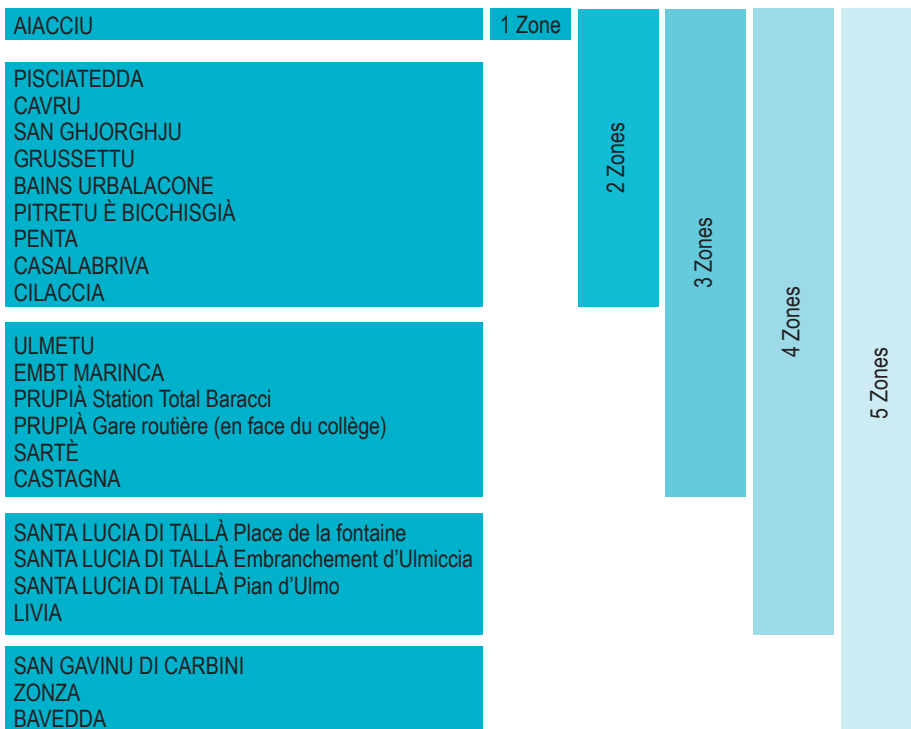 AIACCIU
1 Zone
PISCIATEDDA
CAVRU
SAN GHJORGHJU
GRUSSETTU
BAINS URBALACONE
PITRETU È BICCHISGIÀ
PENTA
CASALABRIVA
CILACCIA
2 Zones
ULMETU
EMBT MARINCA
PRUPIÀ Station Total Baracci
PRUPIÀ Gare routière (en face du collège)
SARTÈ
CASTAGNA
3 Zones
SANTA LUCIA DI TALLÀ Place de la fontaine
SANTA LUCIA DI TALLÀ Embranchement d’Ulmiccia
SANTA LUCIA DI TALLÀ Pian d’Ulmo
LIVIA
4 Zones
SAN GAVINU DI CARBINI
ZONZA
BAVEDDA
5 Zones